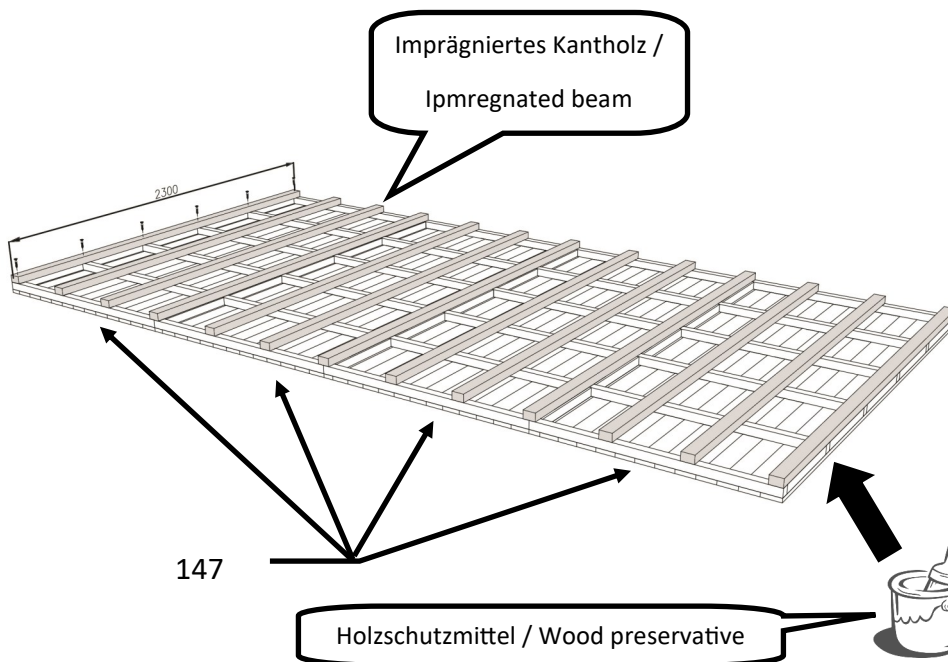 Imprägniertes Kantholz /
Ipmregnated beam
2300
147
Holzschutzmittel / Wood preservative